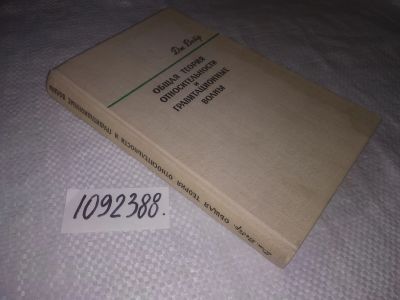 Дж. Вебер
ОБЩАЯ ТЕОРИЯ
ОТНОСИТЕЛЬНОСТИ
И
ГРАВИТАЦИОННЫЕ
ВОЛНЫ
Дж. Вебер. ОБЩАЯ ТЕОРИЯ ОТНОСИТЕЛЬНОСТИ И ГРАВИТАЦИОННЫЕ ВОЛНЫ
1092388.